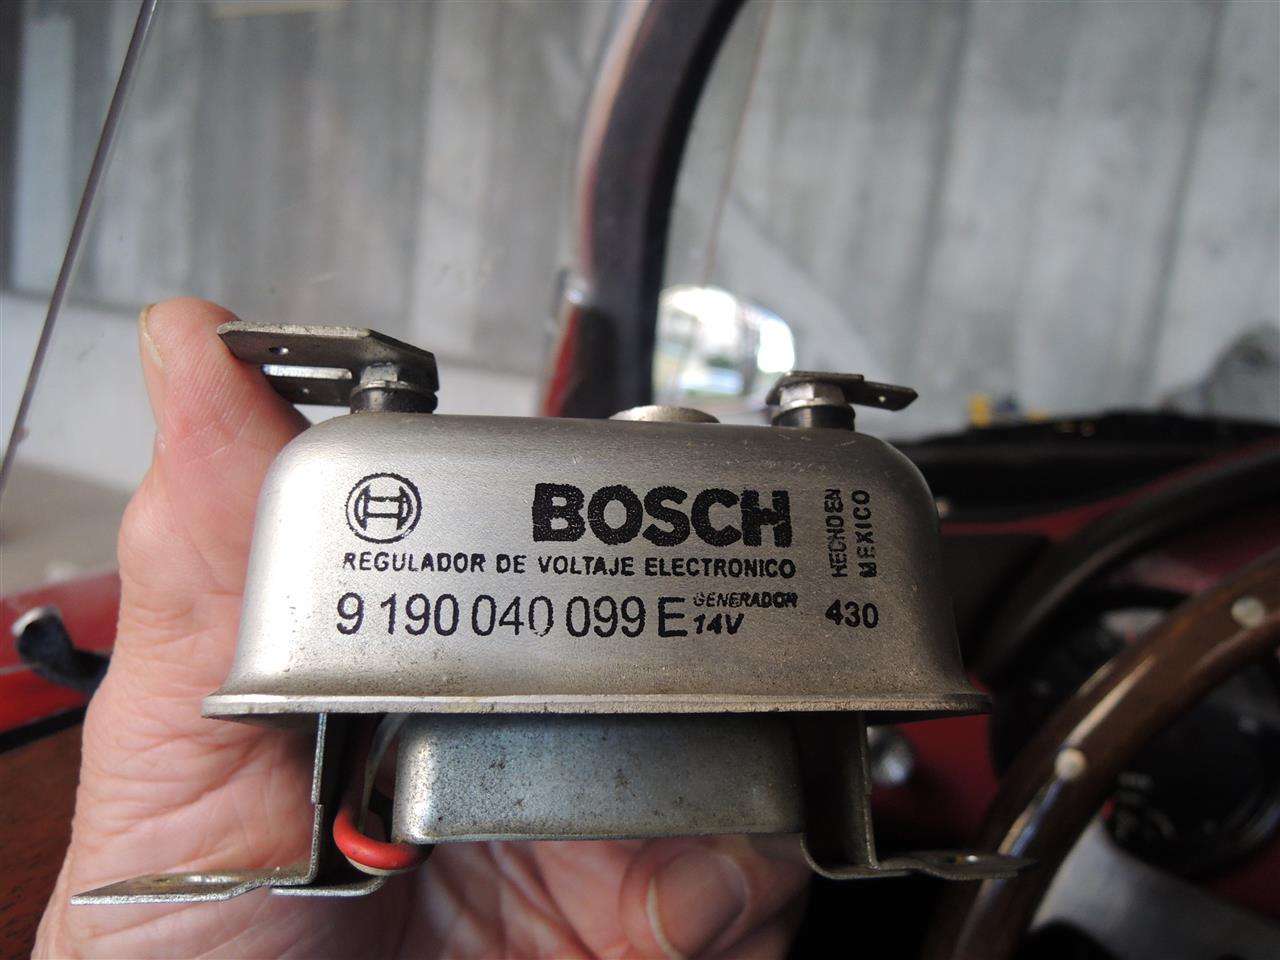 BOSCH
REGULADOR DE VOLTAJE ELECTRONICO
9 190 040 099 E GENERADOR 14V
HECHO EN MEXICO
430